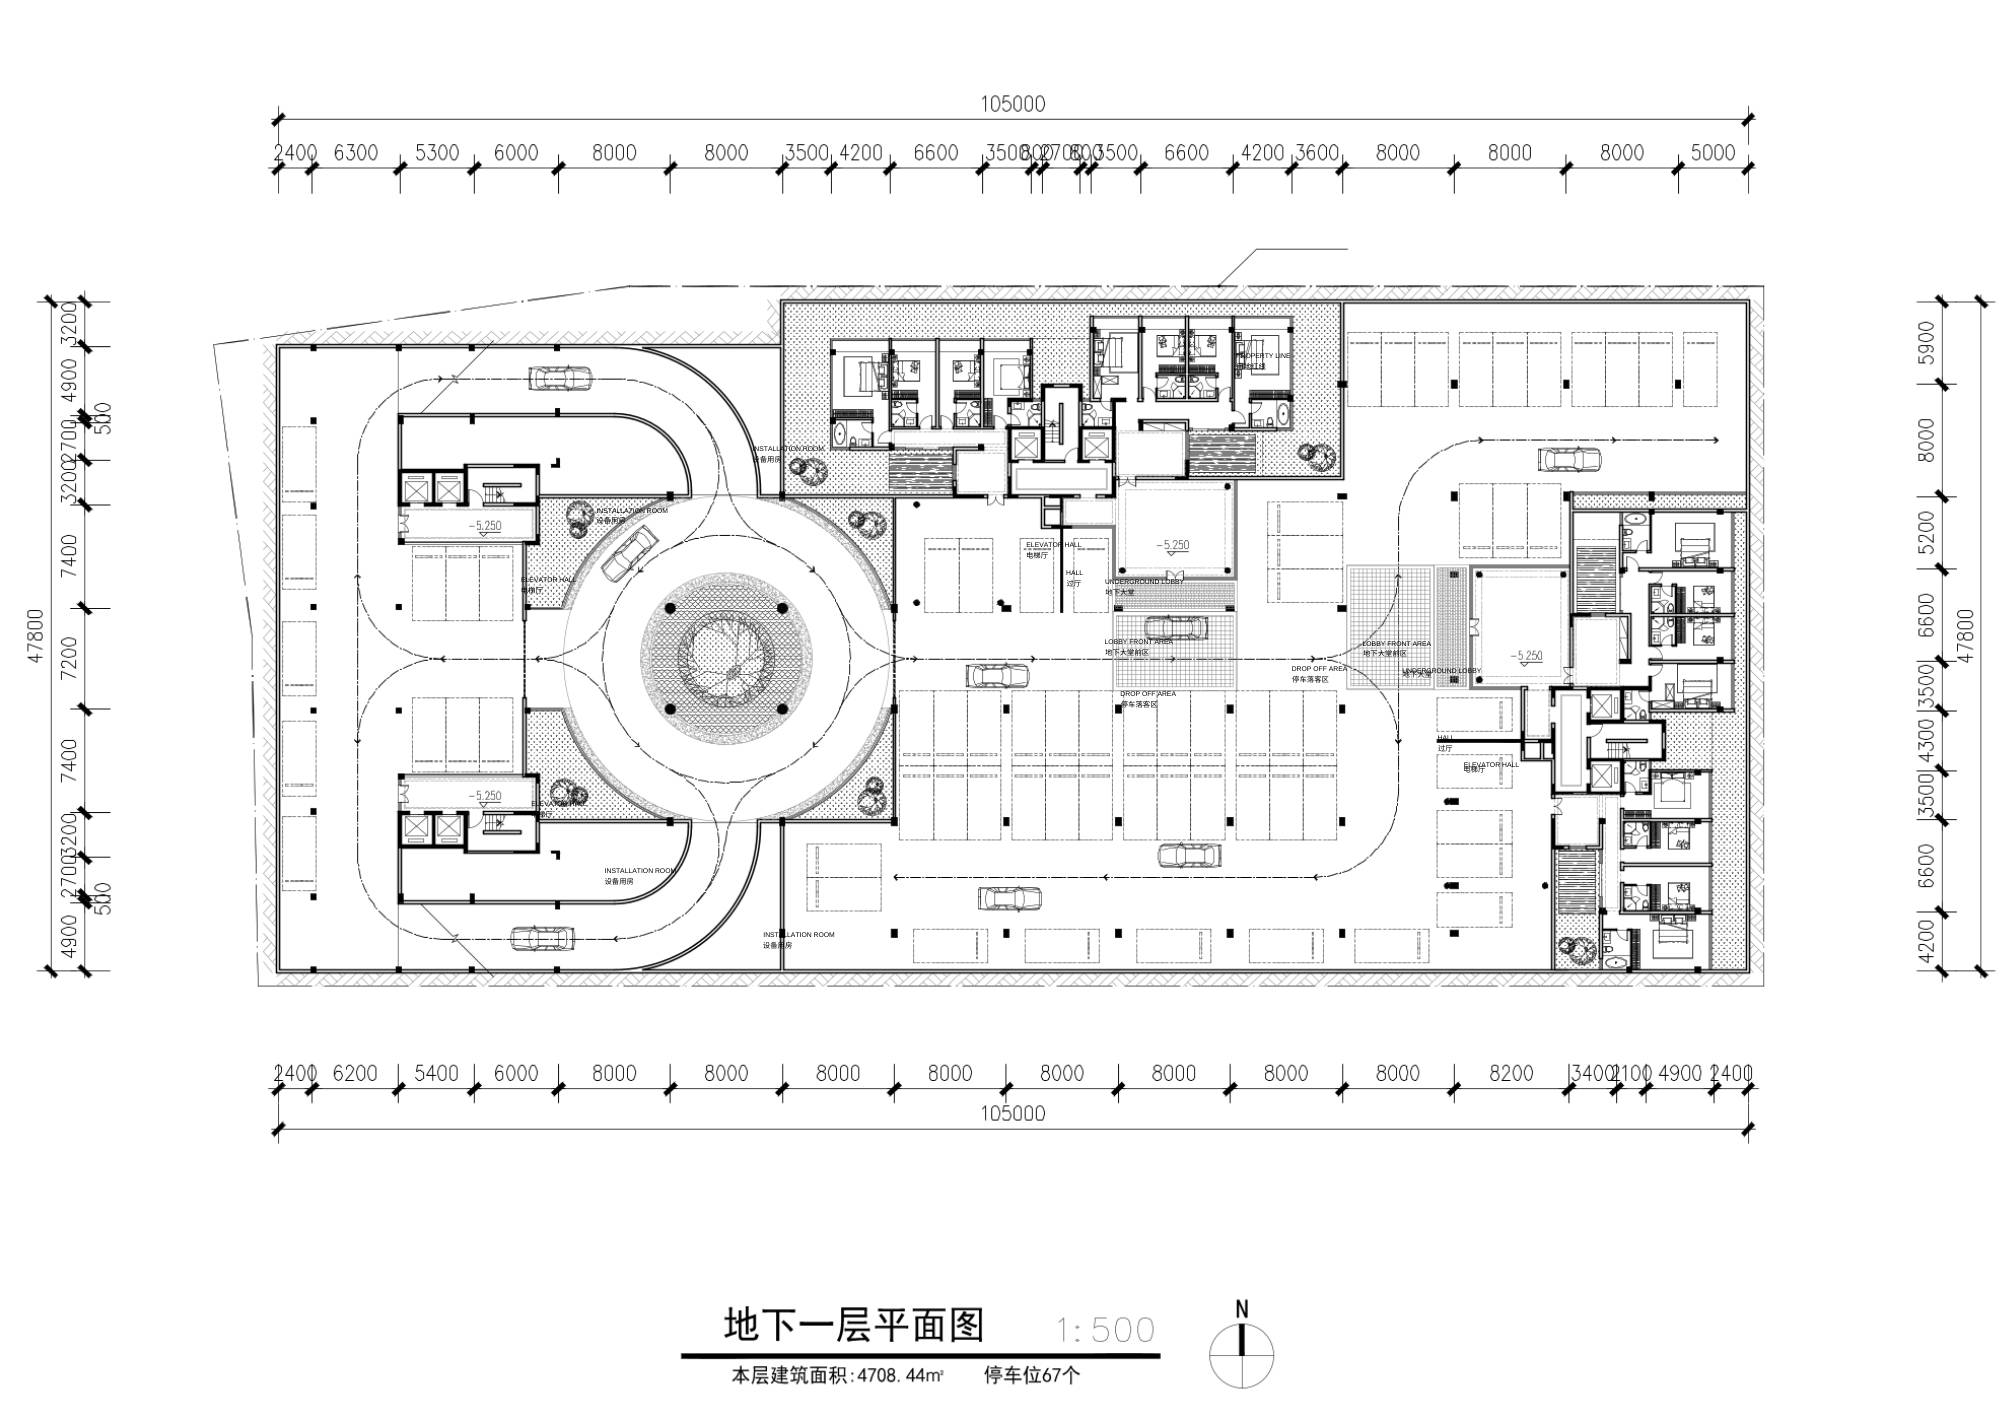 105000
2400 6300 5300 6000 8000 8000 3500 4200 6600 3500 800 2700 800 3500 6600 4200 3600 8000 8000 8000 5000
47800
3200
4900
500
2700
3200
7400
7200
7400
3200
2700
500
4900
5900
8000
5200
6600
3500
4300
3500
6600
4200
47800
PROPERTY LINE
INSTALLATION ROOM
设备用房
INSTALLATION ROOM
设备用房
-5.250
ELEVATOR HALL
电梯厅
ELEVATOR HALL
电梯厅
HALL
过厅
-5.250
UNDERGROUND LOBBY
地下大堂
LOBBY FRONT AREA
地下大堂前区
DROP OFF AREA
停车落客区
DROP OFF AREA
停车落客区
LOBBY FRONT AREA
地下大堂前区
UNDERGROUND LOBBY
地下大堂
-5.250
HALL
过厅
ELEVATOR HALL
电梯厅
-5.250
ELEVATOR HALL
电梯厅
INSTALLATION ROOM
设备用房
INSTALLATION ROOM
设备用房
2400 6200 5400 6000 8000 8000 8000 8000 8000 8000 8000 8000 8200 3400 2100 4900 2400
105000
地下一层平面图 1:500
本层建筑面积:4708.44㎡ 停车位67个
N